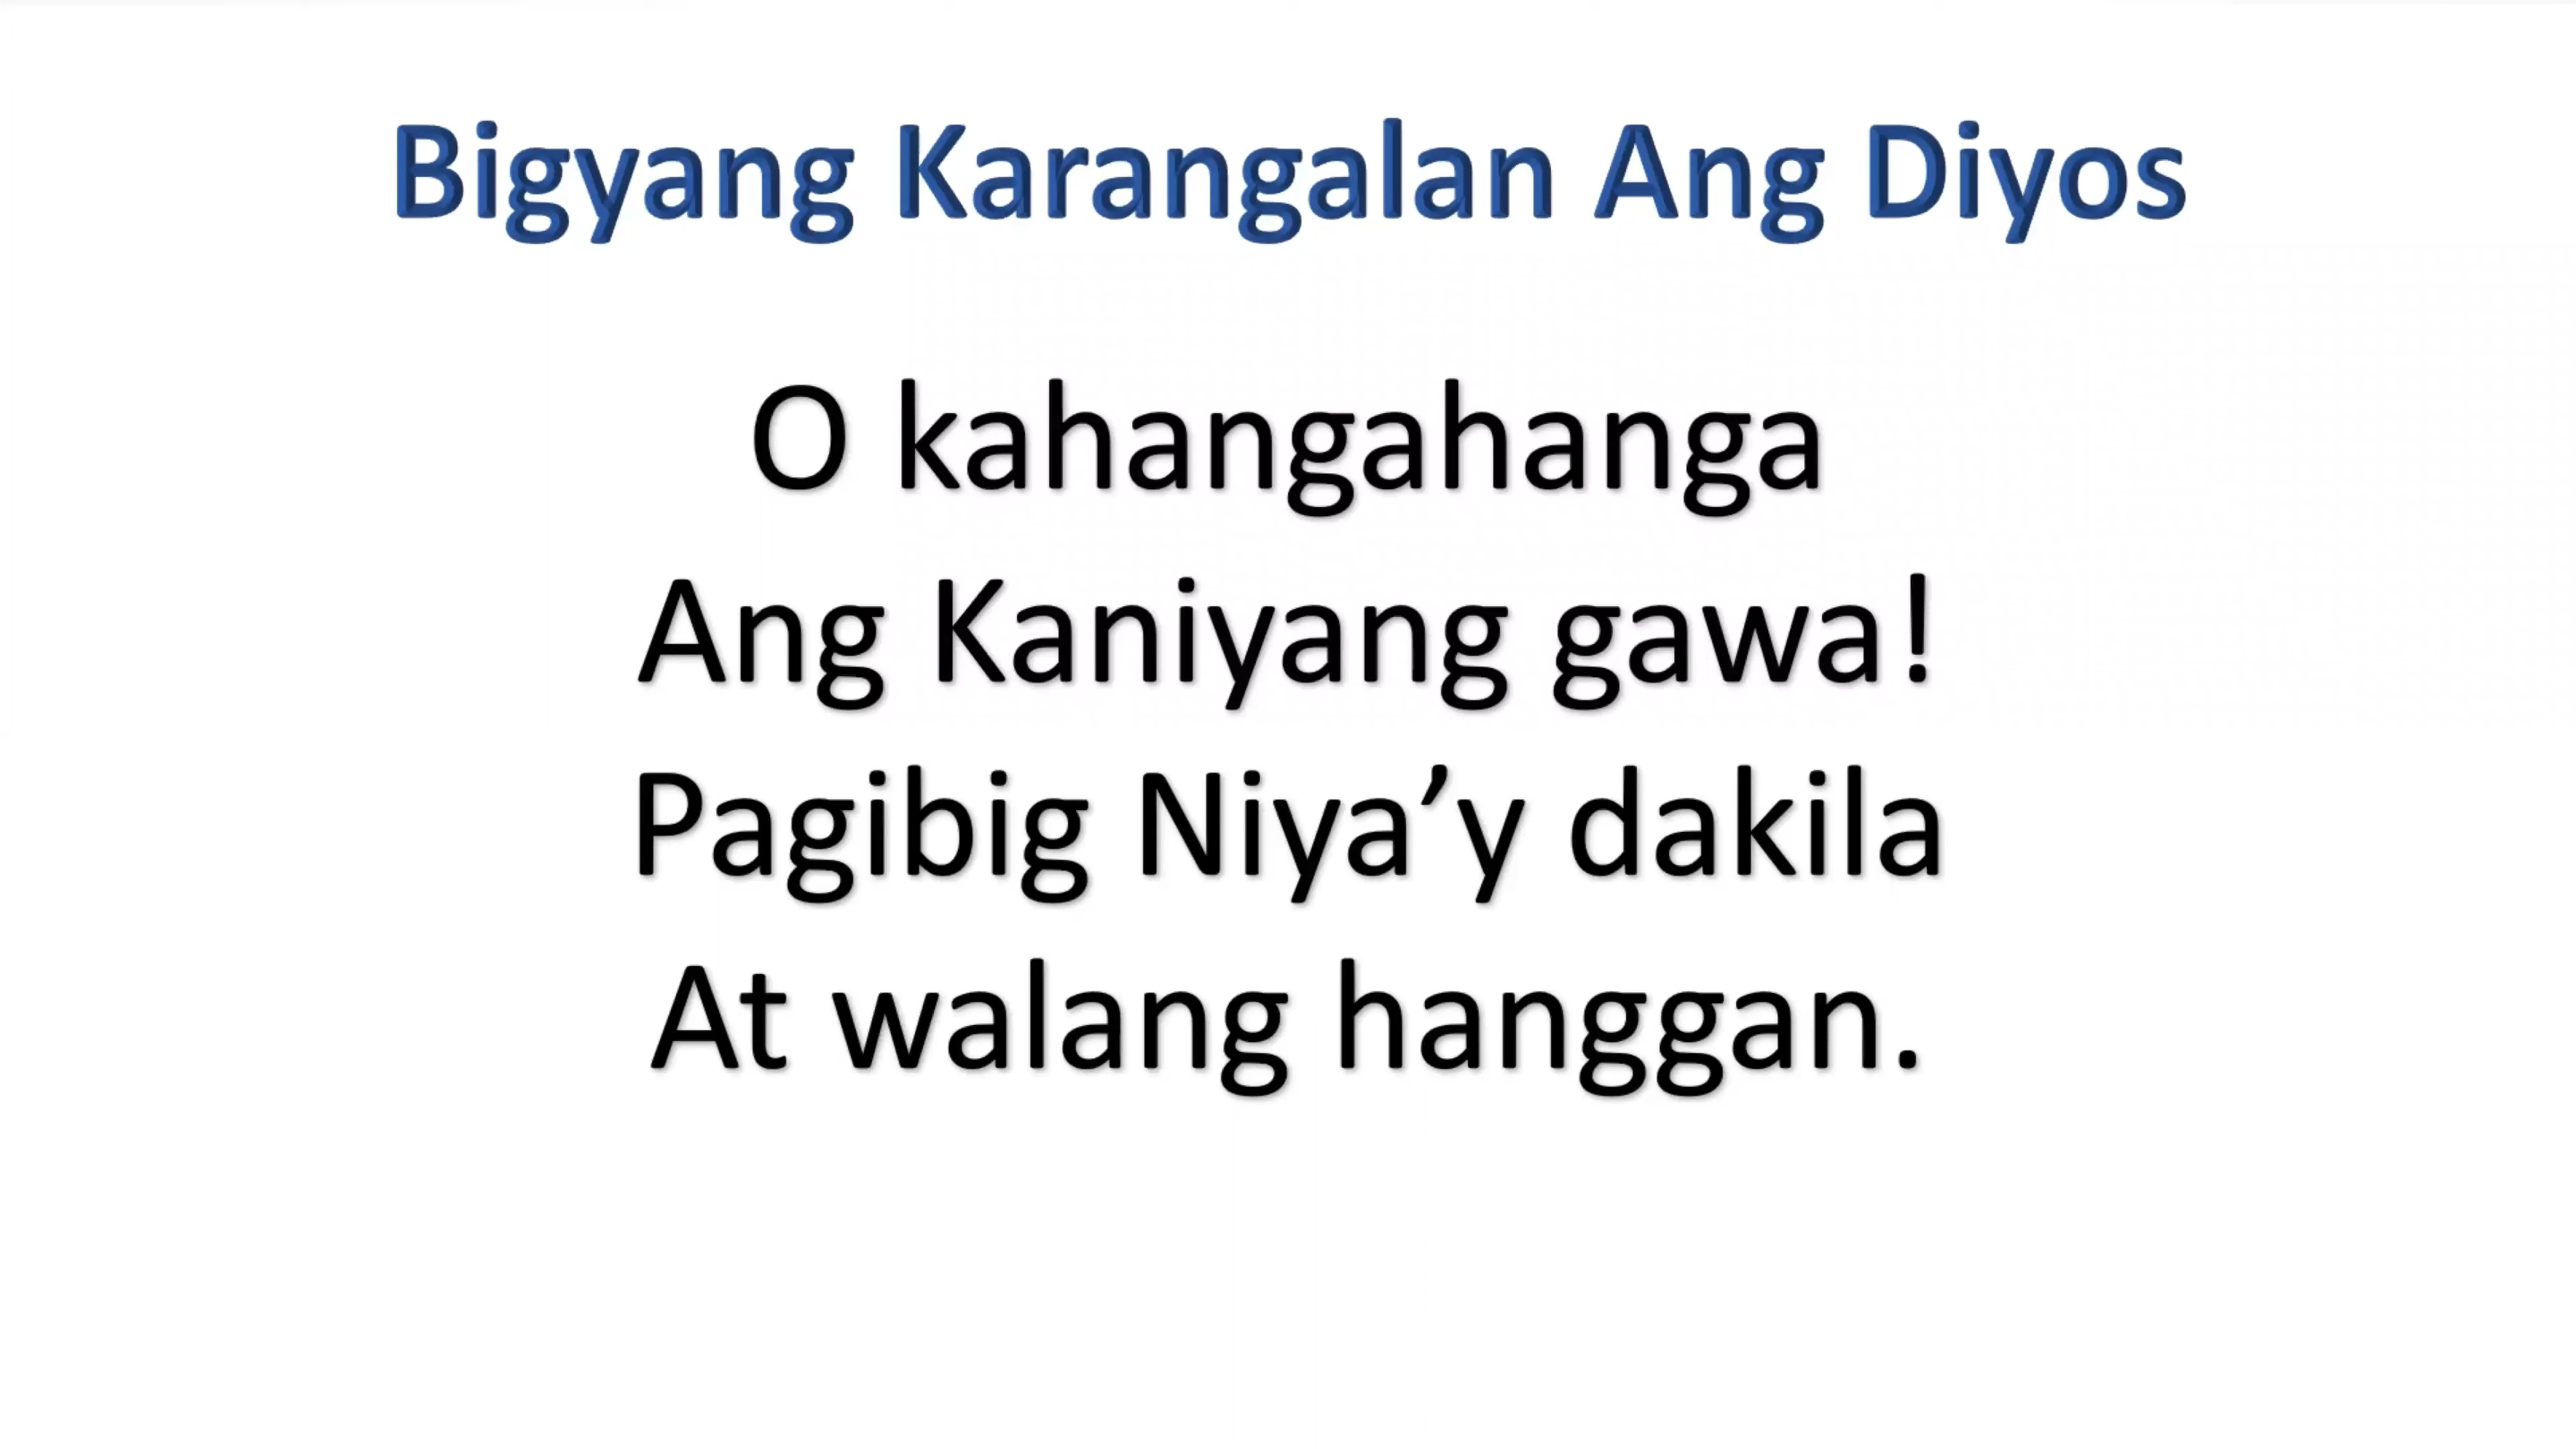 Bigyang Karangalan Ang Diyos
O kahangahanga
Ang Kaniyang gawa!
Pagibig Niya’y dakila
At walang hanggan.